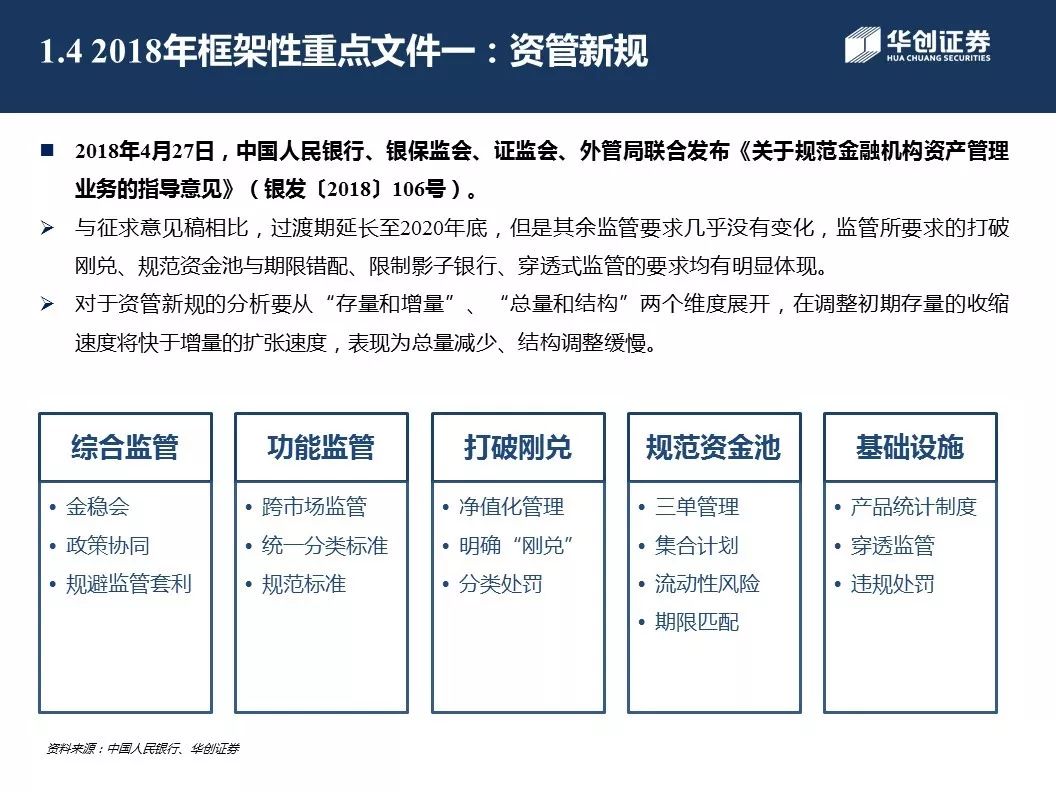 1.4 2018年框架性重点文件一：资管新规
华创证券
HUA CHUANG SECURITIES
■ 2018年4月27日，中国人民银行、银保监会、证监会、外管局联合发布《关于规范金融机构资产管理
业务的指导意见》（银发〔2018〕106号）。
➢ 与征求意见稿相比，过渡期延长至2020年底，但是其余监管要求几乎没有变化，监管所要求的打破
刚兑、规范资金池与期限错配、限制影子银行、穿透式监管的要求均有明显体现。
➢ 对于资管新规的分析要从“存量和增量”、“总量和结构”两个维度展开，在调整初期存量的收缩
速度将快于增量的扩张速度，表现为总量减少、结构调整缓慢。
综合监管
• 金稳会
• 政策协同
• 规避监管套利
功能监管
• 跨市场监管
• 统一分类标准
• 规范标准
打破刚兑
• 净值化管理
• 明确“刚兑”
• 分类处罚
规范资金池
• 三单管理
• 集合计划
• 流动性风险
• 期限匹配
基础设施
• 产品统计制度
• 穿透监管
• 违规处罚
资料来源：中国人民银行、华创证券